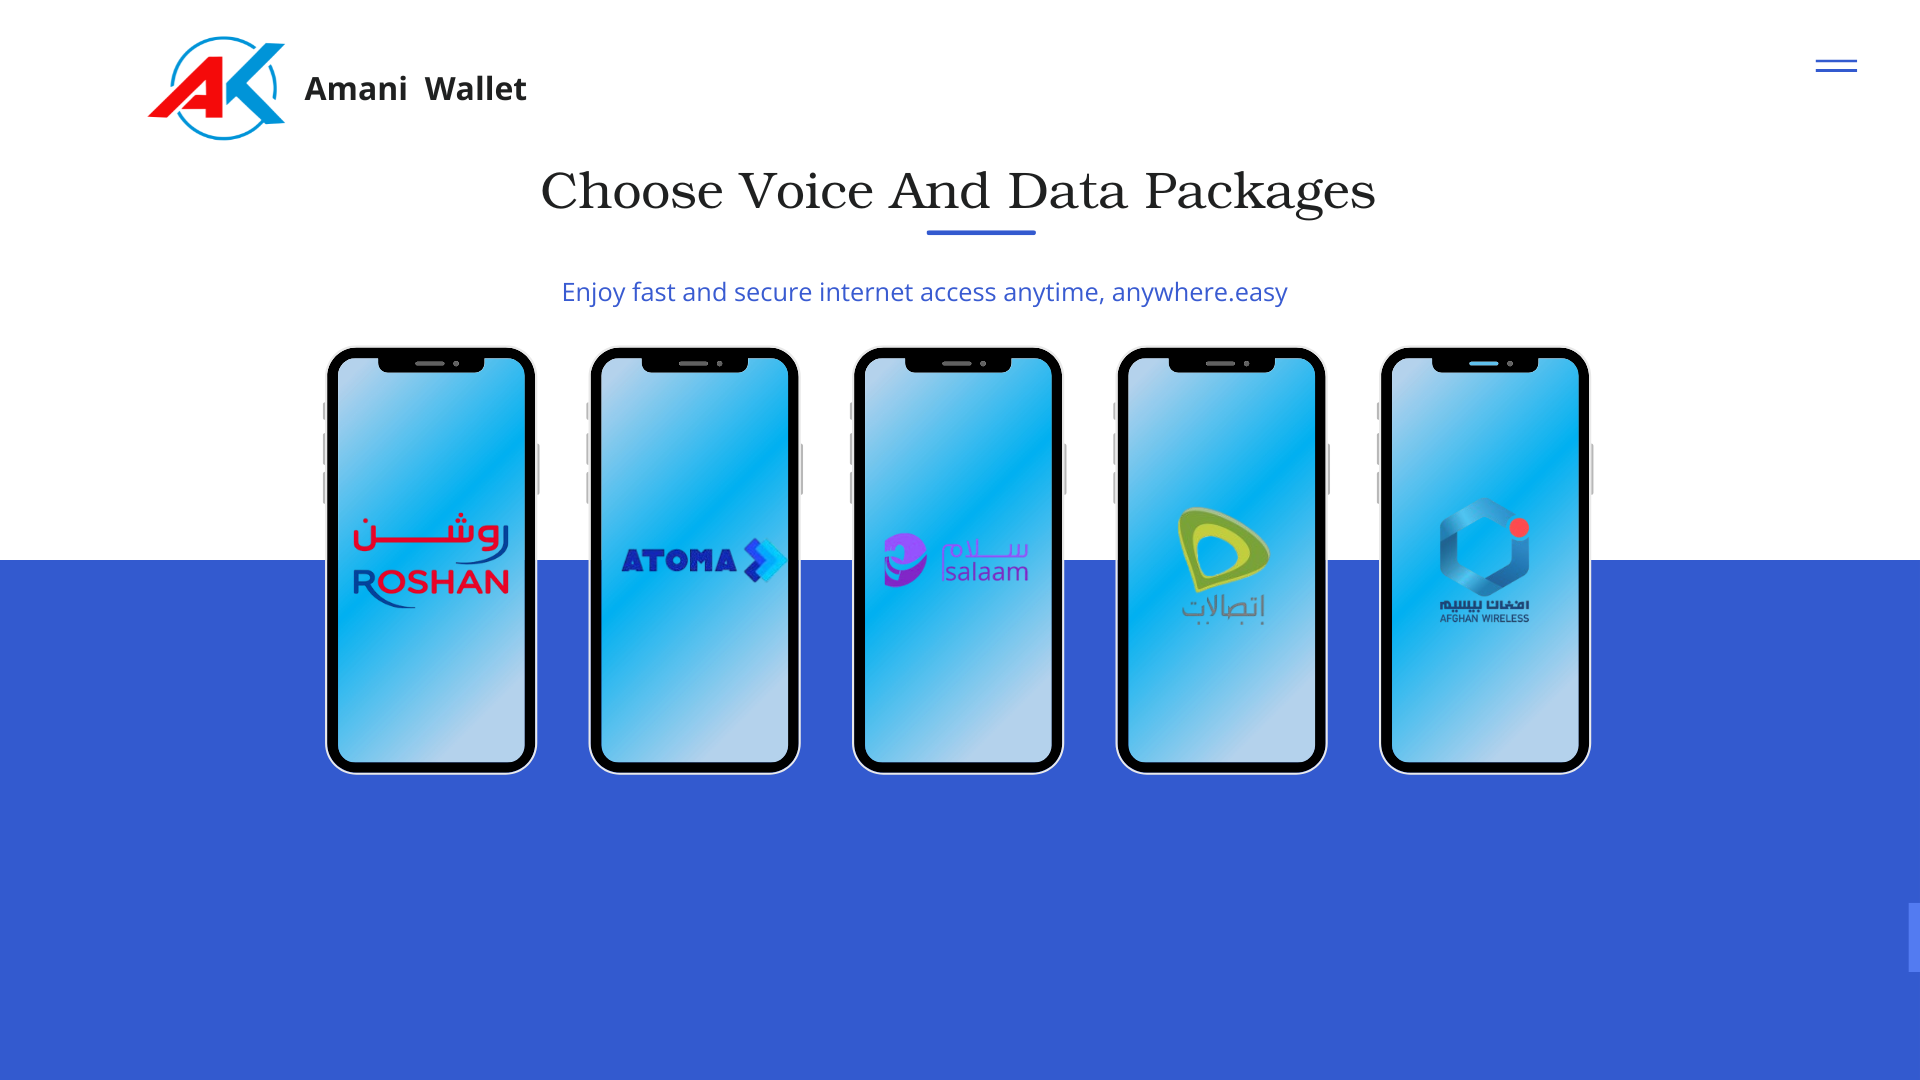 AK
Amani Wallet
Choose Voice And Data Packages
Enjoy fast and secure internet access anytime, anywhere.easy
روشن
ROSHAN
ATOMA
سلام
salaam
اتصالات
افغان بیسیم
AFGHAN WIRELESS